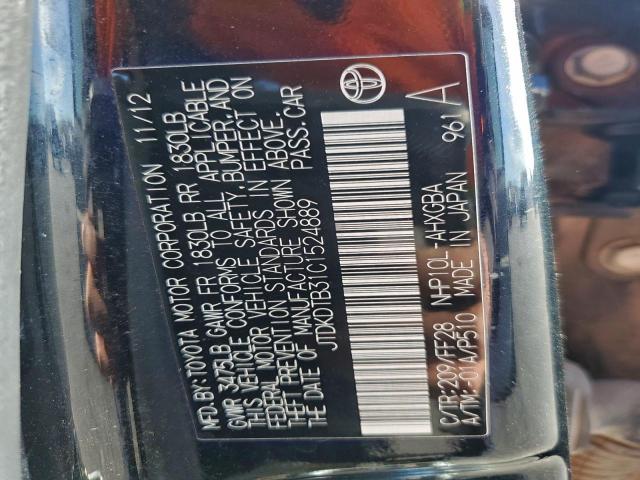 MFD.BY:TOYOTA MOTOR CORPORATION 11/12
GVWR 3475LB GAWR FR 1830LB RR 1830LB
THIS VEHICLE CONFORMS TO ALL APPLICABLE
FEDERAL MOTOR VEHICLE SAFETY, BUMPER, AND
THEFT PREVENTION STANDARDS IN EFFECT ON
THE DATE OF MANUFACTURE SHOWN ABOVE.
JTDKDTB31C1524889 PASS. CAR
C/TR:209/FF28 NHP10L-AHXGBA
A/TM:-01A/P510 MADE IN JAPAN 961 A